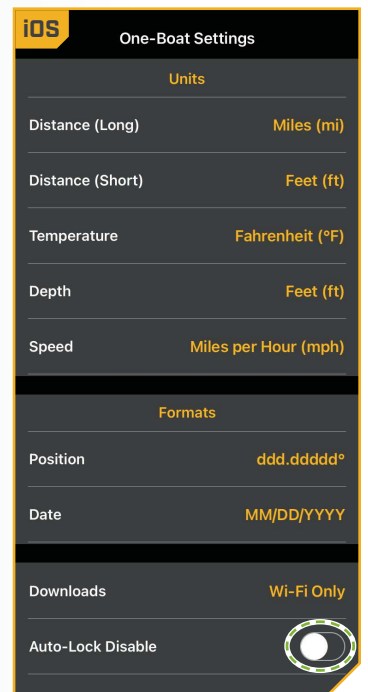 iOS
One-Boat Settings
Units
Distance (Long) Miles (mi)
Distance (Short) Feet (ft)
Temperature Fahrenheit (°F)
Depth Feet (ft)
Speed Miles per Hour (mph)
Formats
Position ddd.ddddd°
Date MM/DD/YYYY
Downloads Wi-Fi Only
Auto-Lock Disable